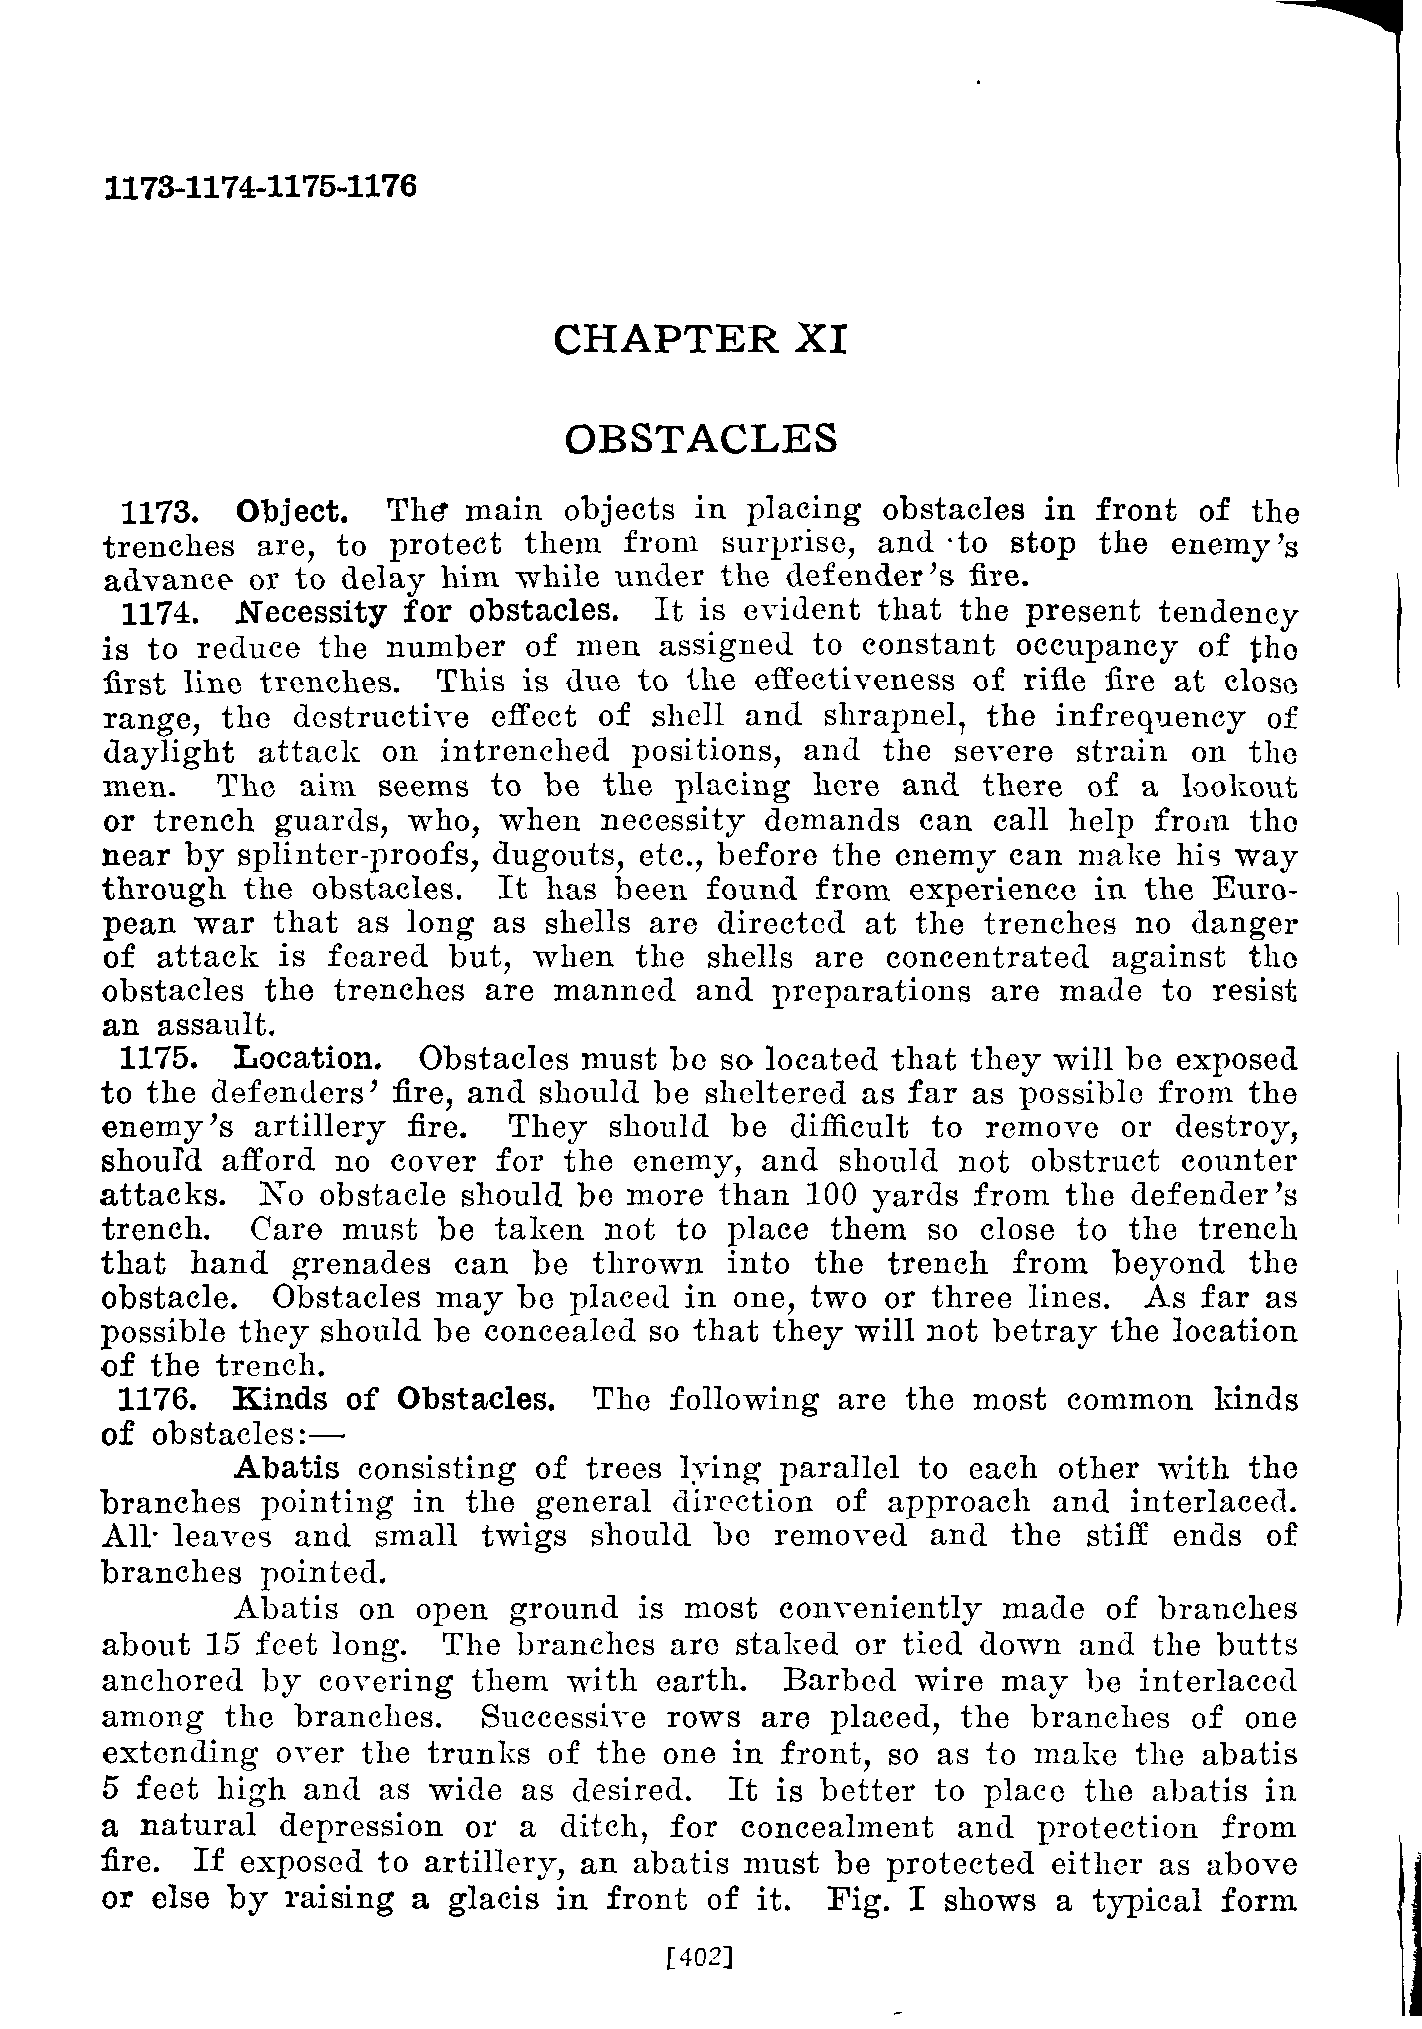 1173-1174-1175-1176
CHAPTER XI
OBSTACLES
1173. Object. The main objects in placing obstacles in front of the
trenches are, to protect them from surprise, and to stop the enemy's
advance or to delay him while under the defender's fire.
1174. Necessity for obstacles. It is evident that the present tendency
is to reduce the number of men assigned to constant occupancy of the
first line trenches. This is due to the effectiveness of rifle fire at close
range, the destructive effect of shell and shrapnel, the infrequency of
daylight attack on intrenched positions, and the severe strain on the
men. The aim seems to be the placing here and there of a lookout
or trench guards, who, when necessity demands can call help from the
near by splinter-proofs, dugouts, etc., before the enemy can make his way
through the obstacles. It has been found from experience in the Euro-
pean war that as long as shells are directed at the trenches no danger
of attack is feared but, when the shells are concentrated against the
obstacles the trenches are manned and preparations are made to resist
an assault.
1175. Location. Obstacles must be so located that they will be exposed
to the defenders' fire, and should be sheltered as far as possible from the
enemy's artillery fire. They should be difficult to remove or destroy,
should afford no cover for the enemy, and should not obstruct counter
attacks. No obstacle should be more than 100 yards from the defender's
trench. Care must be taken not to place them so close to the trench
that hand grenades can be thrown into the trench from beyond the
obstacle. Obstacles may be placed in one, two or three lines. As far as
possible they should be concealed so that they will not betray the location
of the trench.
1176. Kinds of Obstacles. The following are the most common kinds
of obstacles:—
Abatis consisting of trees lying parallel to each other with the
branches pointing in the general direction of approach and interlaced.
All leaves and small twigs should be removed and the stiff ends of
branches pointed.
Abatis on open ground is most conveniently made of branches
about 15 feet long. The branches are staked or tied down and the butts
anchored by covering them with earth. Barbed wire may be interlaced
among the branches. Successive rows are placed, the branches of one
extending over the trunks of the one in front, so as to make the abatis
5 feet high and as wide as desired. It is better to place the abatis in
a natural depression or a ditch, for concealment and protection from
fire. If exposed to artillery, an abatis must be protected either as above
or else by raising a glacis in front of it. Fig. I shows a typical form
[402]